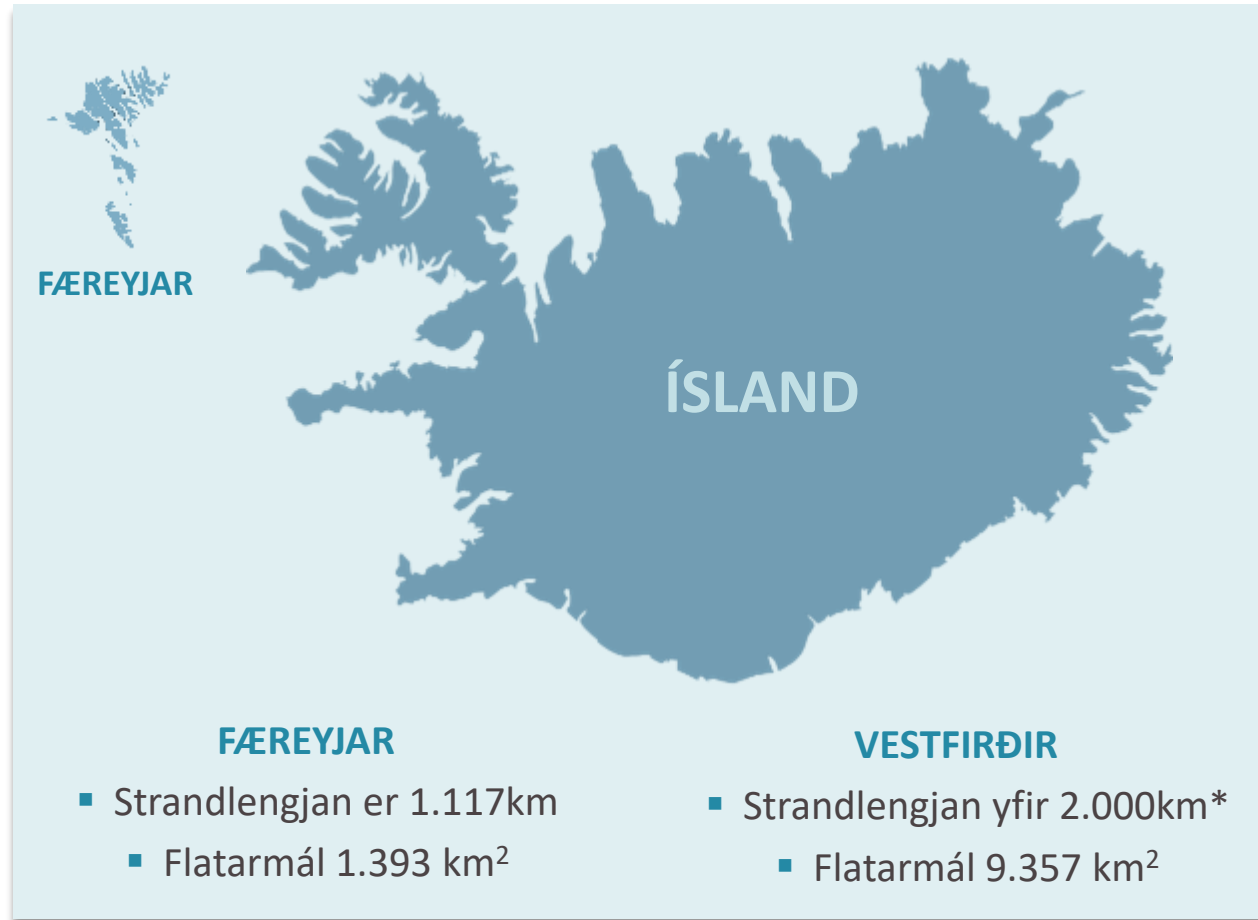 FÆREYJAR
ÍSLAND
FÆREYJAR
▪ Strandlengjan er 1.117km
▪ Flatarmál 1.393 km²
VESTFIRÐIR
▪ Strandlengjan yfir 2.000km*
▪ Flatarmál 9.357 km²